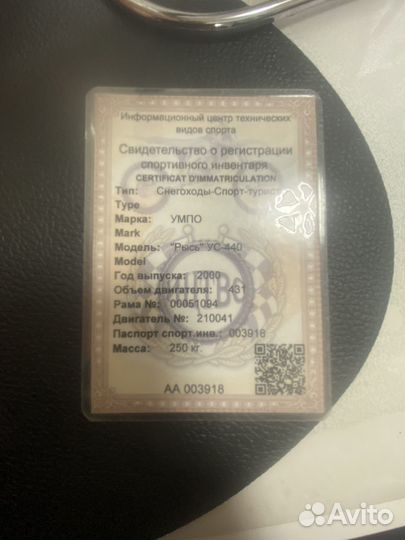 Информационный центр технических
видов спорта
Свидетельство о регистрации
спортивного инвентаря
CERTIFICAT D'IMMATRICULATION
Тип: Снегоходы-Спорт-турист
Type
Марка: УМПО
Mark
Модель: "Рысь" УС-440
Model
Год выпуска: 2000
Объем двигателя: 431
Рама №: 00051094
Двигатель №: 210041
Паспорт спорт.инв.: 003918
Масса: 250 кг.
АА 003918
Avito